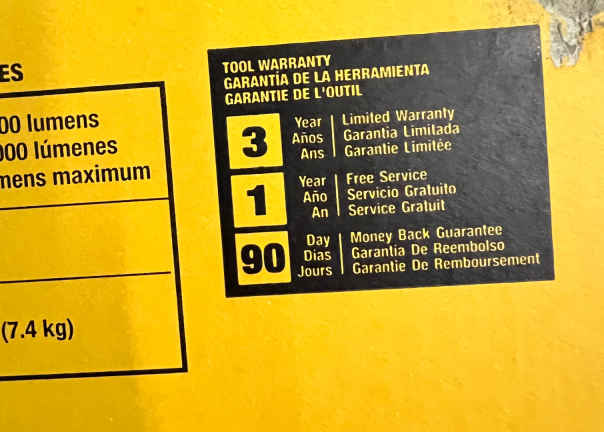 ES
00 lumens
000 lúmenes
mens maximum
(7.4 kg)
TOOL WARRANTY
GARANTÍA DE LA HERRAMIENTA
GARANTIE DE L'OUTIL
3 Year Limited Warranty
Años Garantia Limitada
Ans Garantie Limitée
1 Year Free Service
Año Servicio Gratuito
An Service Gratuit
90 Day Money Back Guarantee
Dias Garantia De Reembolso
Jours Garantie De Remboursement